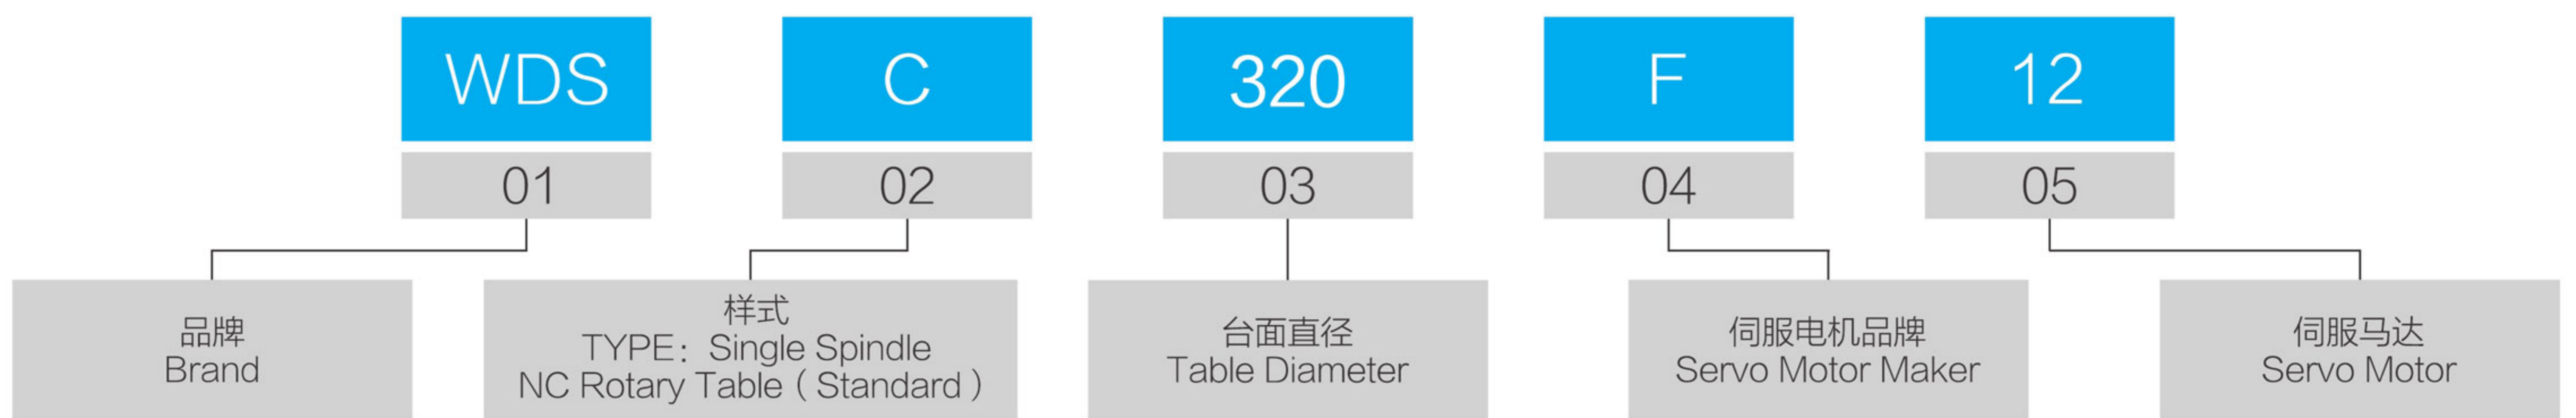 WDS
C
320
F
12
01
02
03
04
05
品牌
Brand
样式
TYPE：Single Spindle
NC Rotary Table（Standard）
台面直径
Table Diameter
伺服电机品牌
Servo Motor Maker
伺服马达
Servo Motor